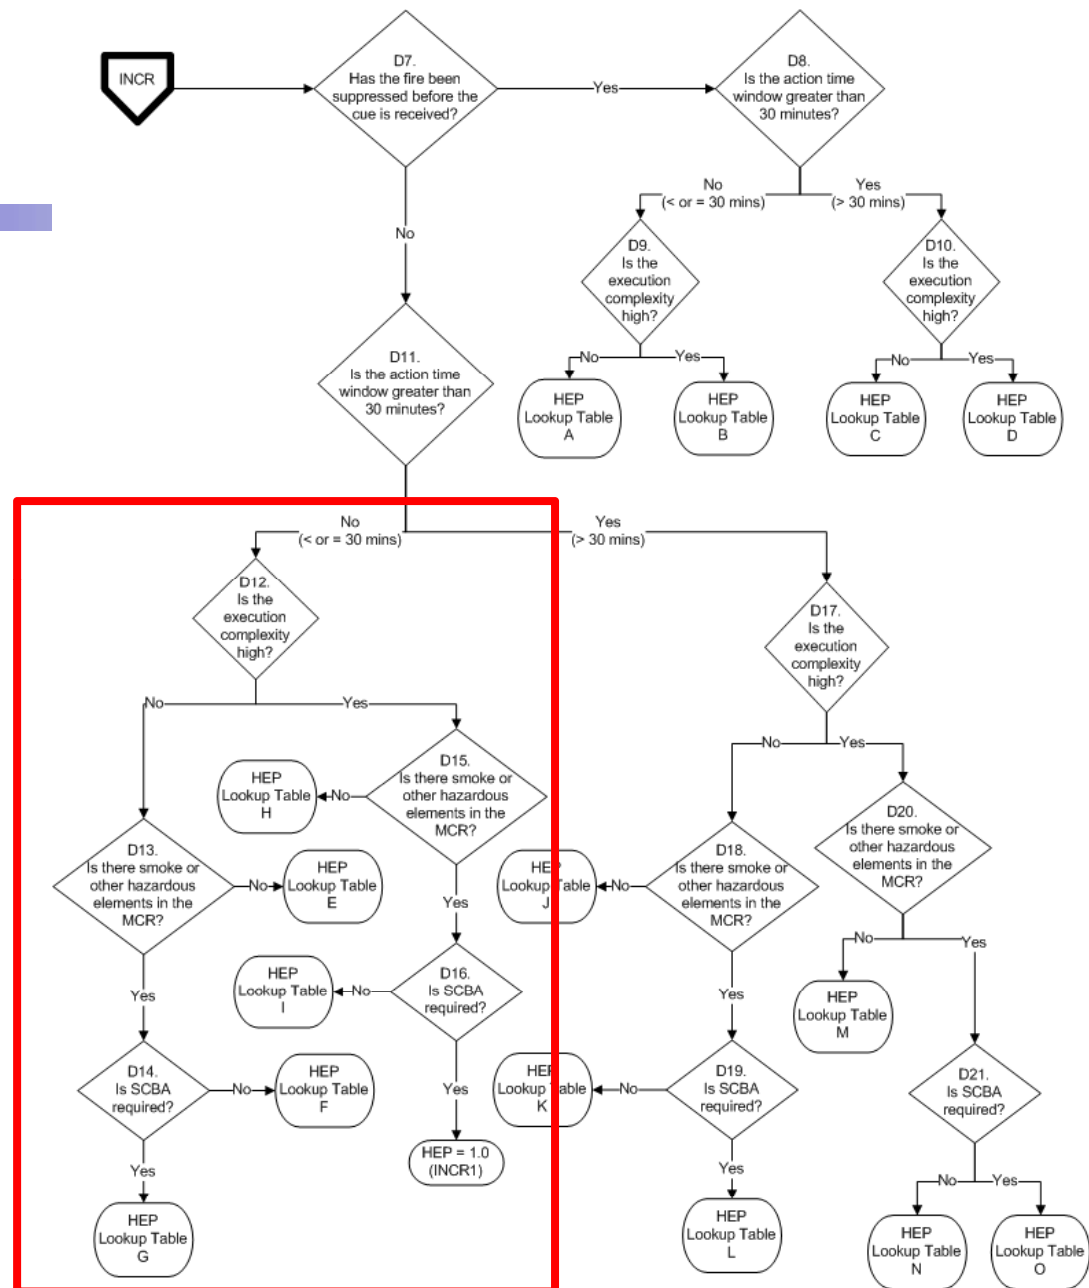 INCR
D7.
Has the fire been
suppressed before the
cue is received?
Yes
D8.
Is the action time
window greater than
30 minutes?
No
(< or = 30 mins)
Yes
(> 30 mins)
No
D9.
Is the
execution
complexity
high?
D10.
Is the
execution
complexity
high?
No
Yes
No
Yes
HEP
Lookup Table
A
HEP
Lookup Table
B
HEP
Lookup Table
C
HEP
Lookup Table
D
D11.
Is the action time
window greater than
30 minutes?
No
(< or = 30 mins)
Yes
(> 30 mins)
D12.
Is the
execution
complexity
high?
No
Yes
D15.
Is there smoke or
other hazardous
elements in the
MCR?
No
HEP
Lookup Table
H
D13.
Is there smoke or
other hazardous
elements in the
MCR?
No
HEP
Lookup Table
E
Yes
Yes
D16.
Is SCBA
required?
No
HEP
Lookup Table
I
D14.
Is SCBA
required?
No
HEP
Lookup Table
F
Yes
HEP = 1.0
(INCR1)
Yes
HEP
Lookup Table
G
D17.
Is the
execution
complexity
high?
No
Yes
D18.
Is there smoke or
other hazardous
elements in the
MCR?
No
HEP
Lookup Table
J
D20.
Is there smoke or
other hazardous
elements in the
MCR?
No
Yes
HEP
Lookup Table
M
Yes
D19.
Is SCBA
required?
No
HEP
Lookup Table
K
D21.
Is SCBA
required?
Yes
No
Yes
HEP
Lookup Table
L
HEP
Lookup Table
N
HEP
Lookup Table
O